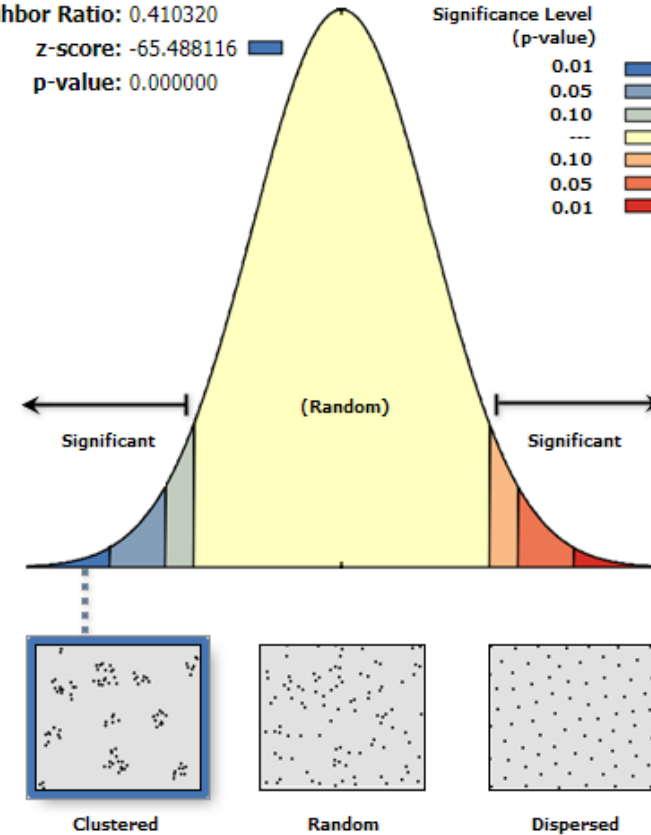 hbor Ratio: 0.410320
z-score: -65.488116
p-value: 0.000000
Significance Level
(p-value)
0.01
0.05
0.10
---
0.10
0.05
0.01
(Random)
Significant
Significant
Clustered
Random
Dispersed